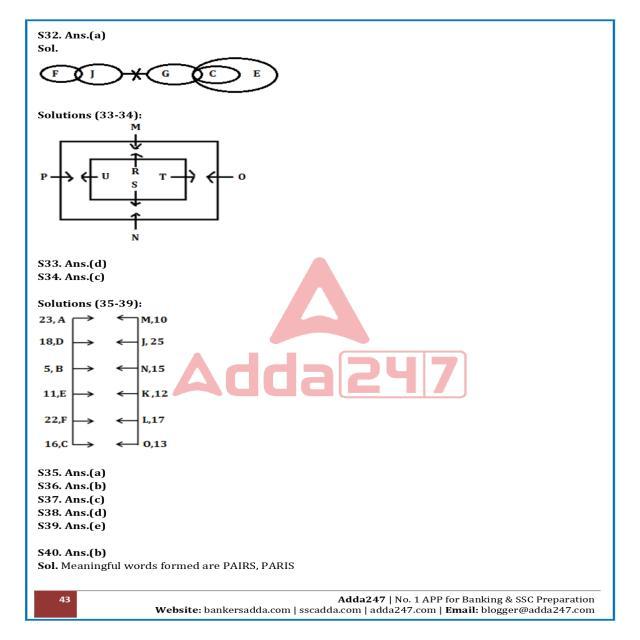 S32. Ans.(a)
Sol.
F J G C E
Solutions (33-34):
M
P U R T O
S
N
S33. Ans.(d)
S34. Ans.(c)
Solutions (35-39):
23, A M,10
18,D J, 25
5, B N,15
11,E K ,12
22,F L,17
16,C O,13
Adda247
S35. Ans.(a)
S36. Ans.(b)
S37. Ans.(c)
S38. Ans.(d)
S39. Ans.(e)
S40. Ans.(b)
Sol. Meaningful words formed are PAIRS, PARIS
43 Adda247 | No. 1 APP for Banking & SSC Preparation
Website: bankersadda.com | sscadda.com | adda247.com | Email: blogger@adda247.com